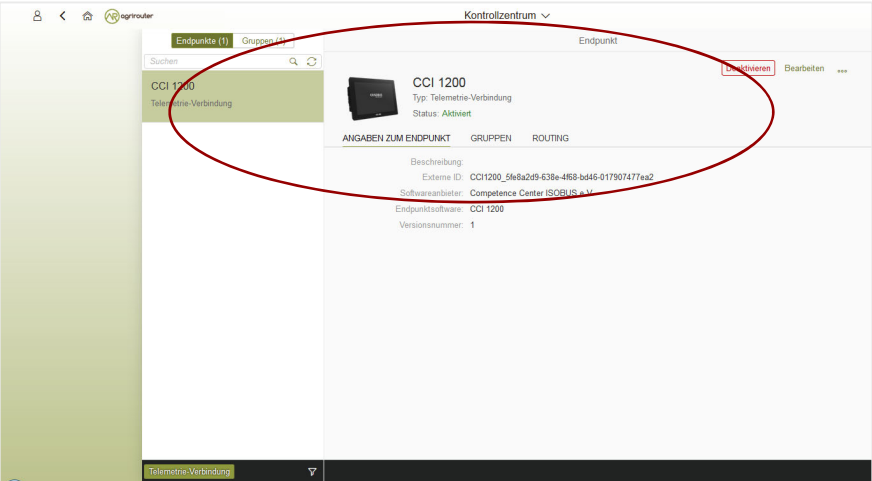 agrirouter
Kontrollzentrum
Endpunkte (1) Gruppen (1)
Endpunkt
Suchen
Deaktivieren Bearbeiten
CCI 1200
Telemetrie-Verbindung
CCI 1200
Typ: Telemetrie-Verbindung
Status: Aktiviert
ANGABEN ZUM ENDPUNKT GRUPPEN ROUTING
Beschreibung:
Externe ID: CCI1200_5fe8a2d9-638e-4f68-bd46-017907477ea2
Softwareanbieter: Competence Center ISOBUS e.V.
Endpunktsoftware: CCI 1200
Versionsnummer: 1
Telemetrie-Verbindung